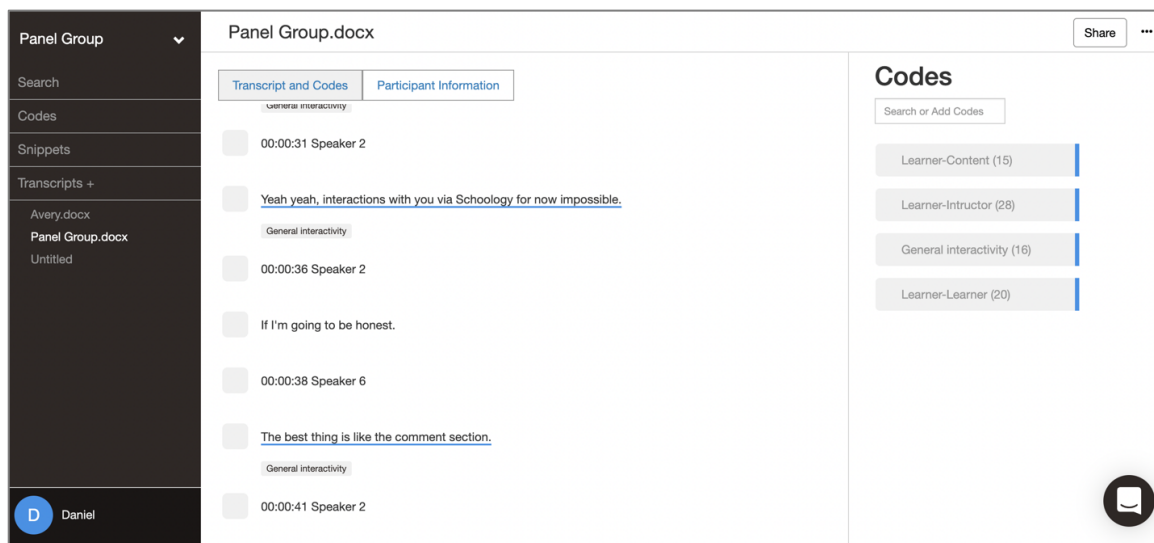 Panel Group
Search
Codes
Snippets
Transcripts +
Avery.docx
Panel Group.docx
Untitled
D
Daniel
Panel Group.docx
Share
•••
Transcript and Codes
Participant Information
General interactivity
00:00:31 Speaker 2
Yeah yeah, interactions with you via Schoology for now impossible.
General interactivity
00:00:36 Speaker 2
If I'm going to be honest.
00:00:38 Speaker 6
The best thing is like the comment section.
General interactivity
00:00:41 Speaker 2
Codes
Search or Add Codes
Learner-Content (15)
Learner-Intructor (28)
General interactivity (16)
Learner-Learner (20)